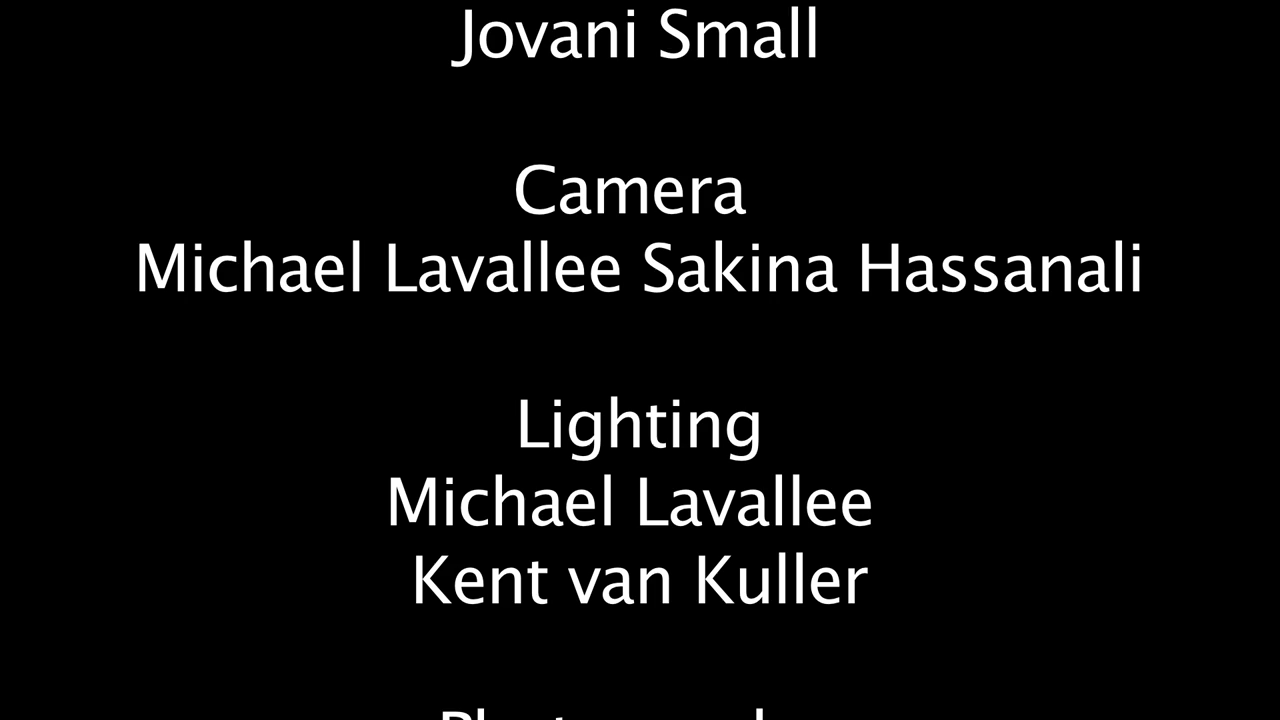 Jovani Small
Camera
Michael Lavallee Sakina Hassanali
Lighting
Michael Lavallee
Kent van Kuller